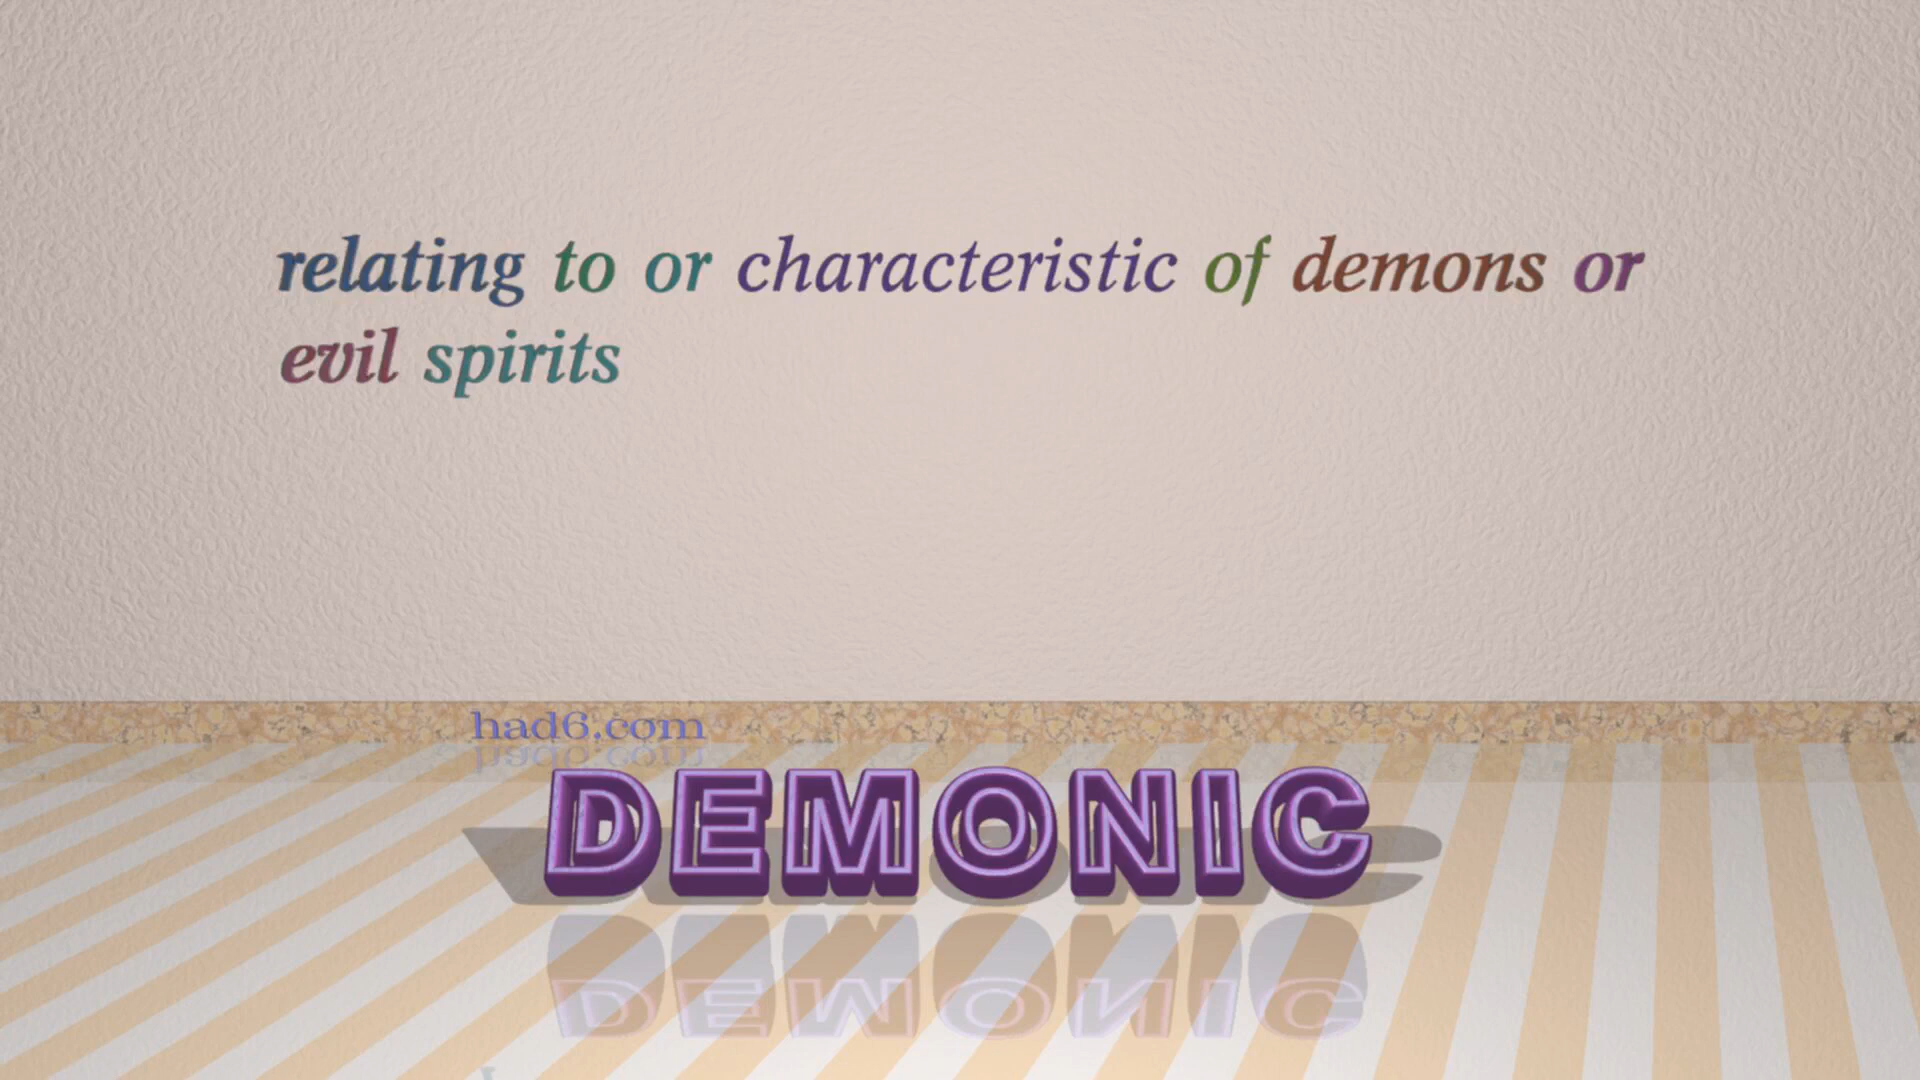 relating to or characteristic of demons or
evil spirits
had6.com
DEMONIC